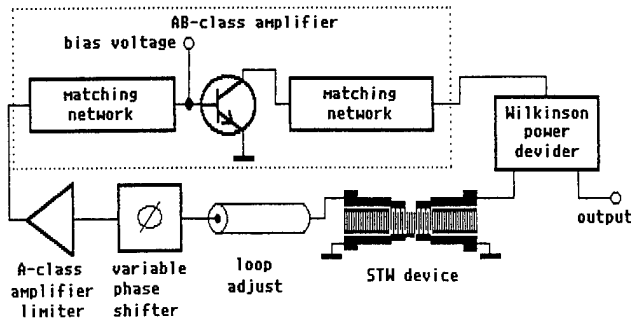 AB-class amplifier
bias voltage
matching
network
matching
network
Wilkinson
power
devider
output
A-class
amplifier
limiter
variable
phase
shifter
loop
adjust
STW device